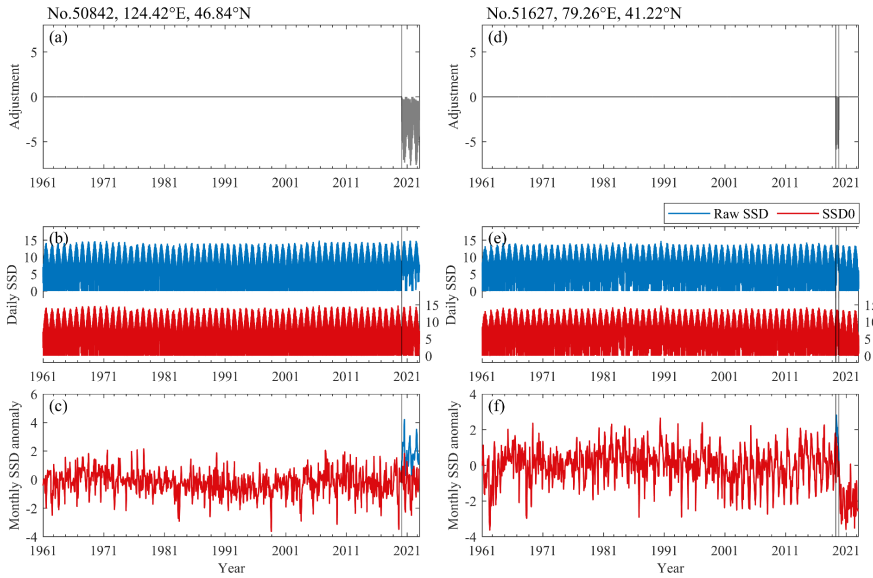 No.50842, 124.42°E, 46.84°N
(a)
Adjustment
5
0
-5
1961 1971 1981 1991 2001 2011 2021
(b)
Daily SSD
15
10
5
0
15
10
5
0
1961 1971 1981 1991 2001 2011 2021
(c)
Monthly SSD anomaly
6
4
2
0
-2
-4
1961 1971 1981 1991 2001 2011 2021
Year
No.51627, 79.26°E, 41.22°N
(d)
Adjustment
5
0
-5
1961 1971 1981 1991 2001 2011 2021
Raw SSD SSD0
(e)
Daily SSD
15
10
5
0
15
10
5
0
1961 1971 1981 1991 2001 2011 2021
(f)
Monthly SSD anomaly
6
4
2
0
-2
-4
1961 1971 1981 1991 2001 2011 2021
Year